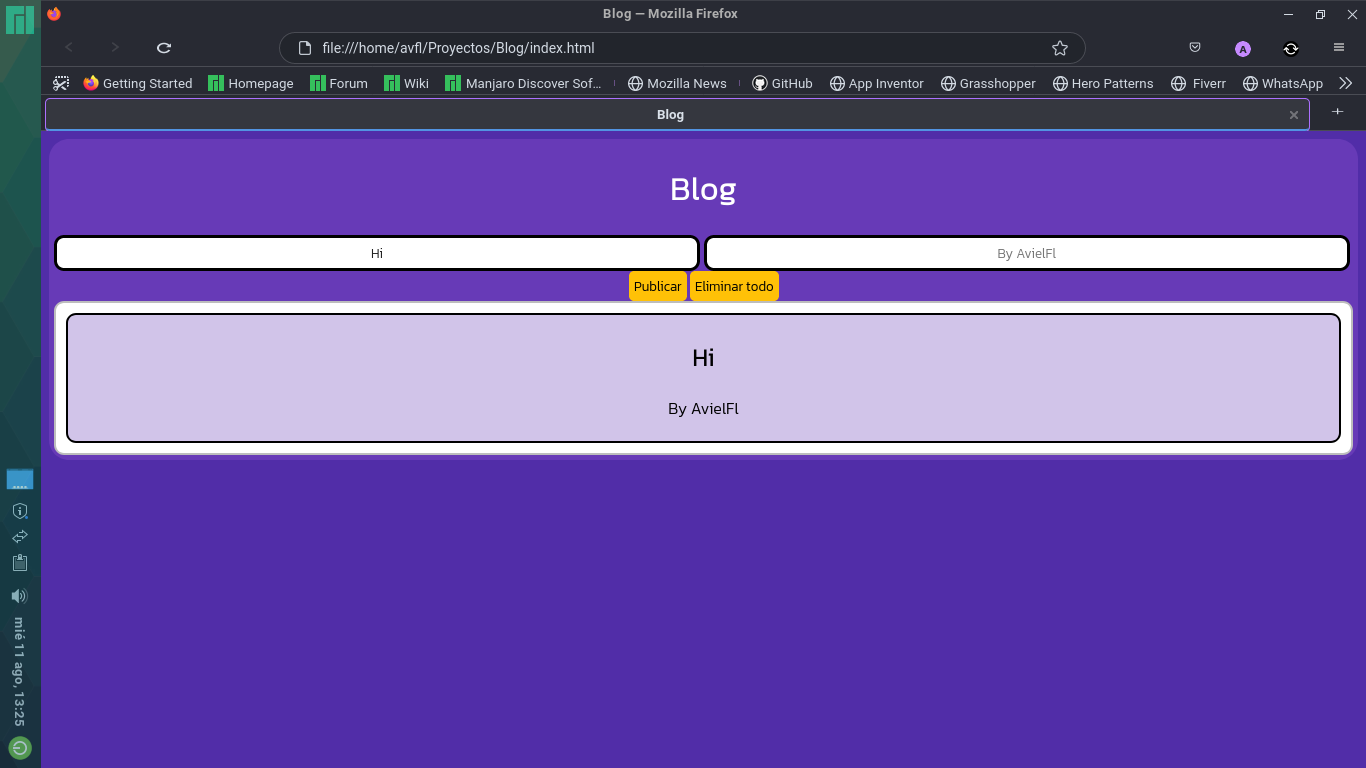 Blog — Mozilla Firefox
file:///home/avfl/Proyectos/Blog/index.html
A
Getting Started Homepage Forum Wiki Manjaro Discover Sof… Mozilla News GitHub App Inventor Grasshopper Hero Patterns Fiverr WhatsApp
Blog
Blog
Hi By AvielFl
Publicar Eliminar todo
Hi
By AvielFl
mié 11 ago, 13:25